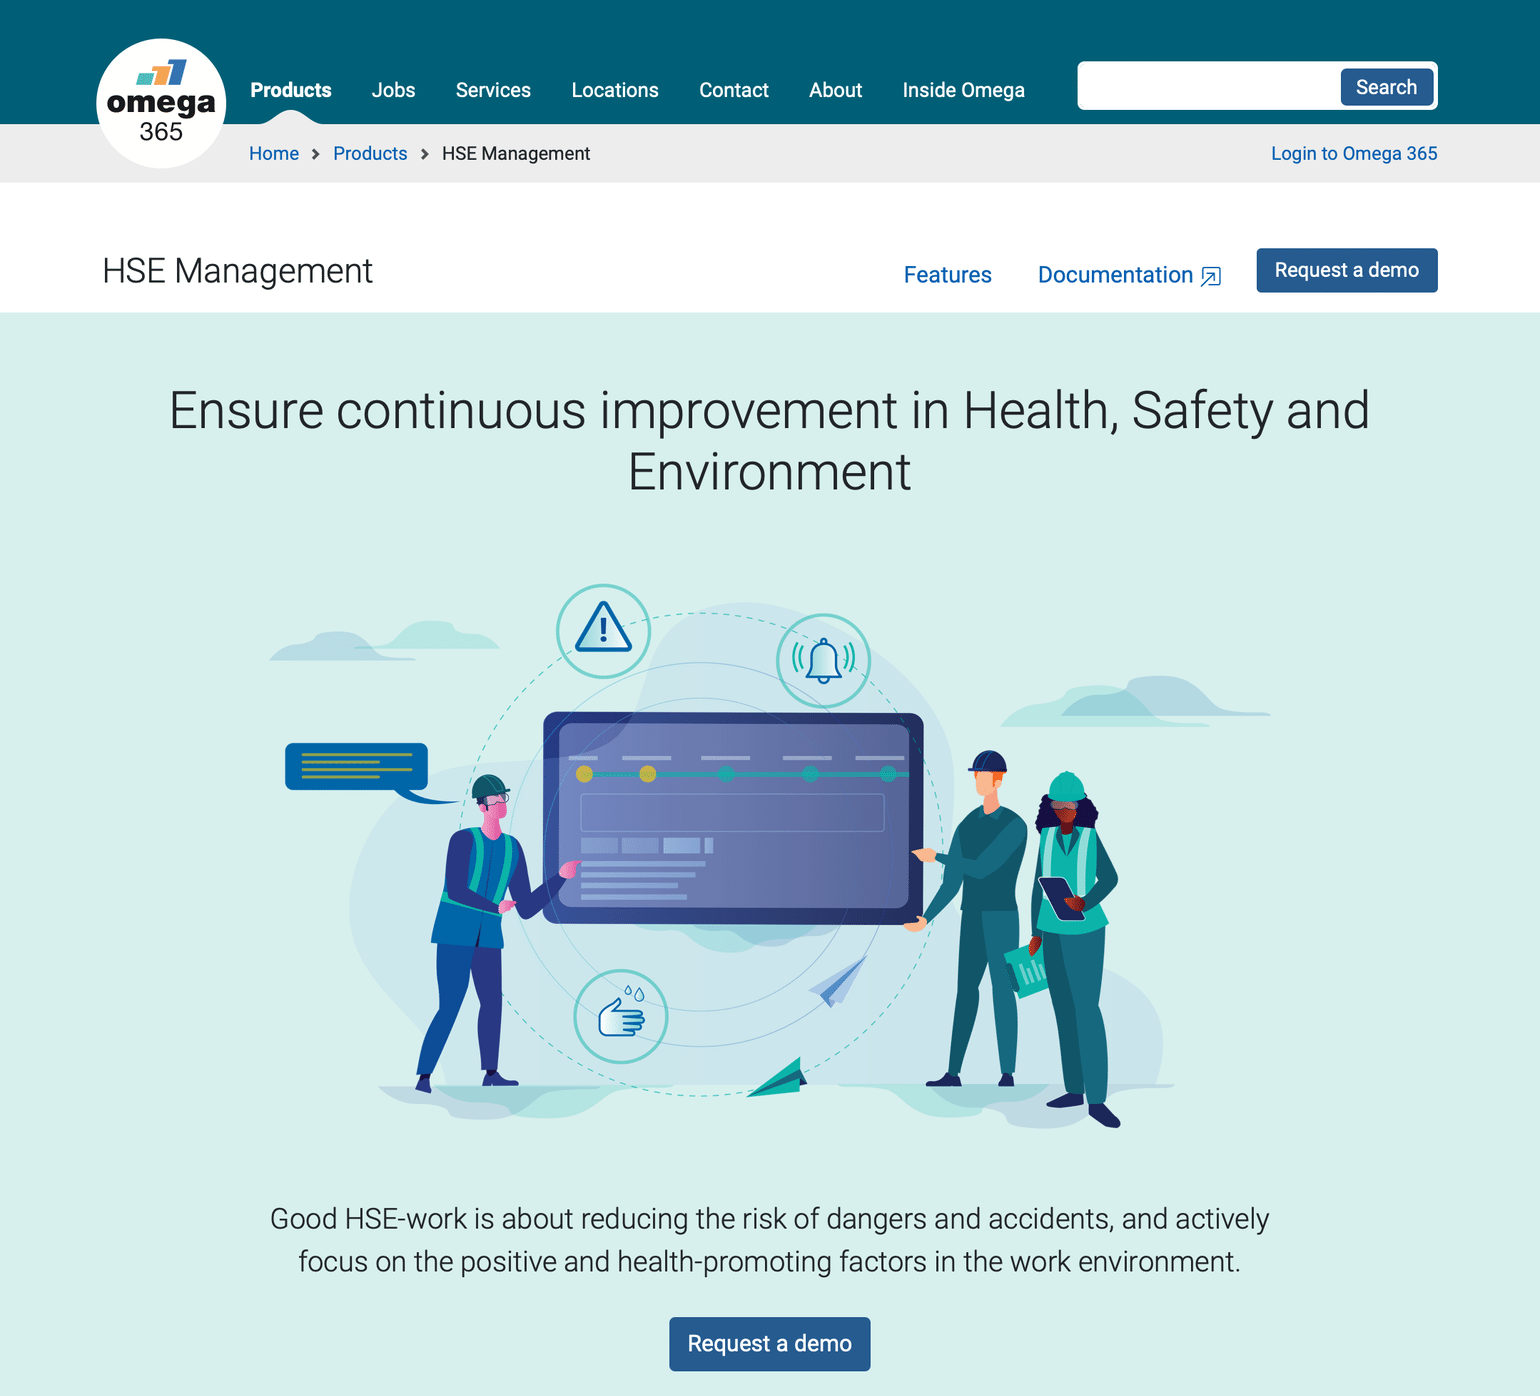 omega
365
Products
Jobs
Services
Locations
Contact
About
Inside Omega
Search
Home
Products
HSE Management
Login to Omega 365
HSE Management
Features
Documentation
Request a demo
Ensure continuous improvement in Health, Safety and
Environment
Good HSE-work is about reducing the risk of dangers and accidents, and actively
focus on the positive and health-promoting factors in the work environment.
Request a demo